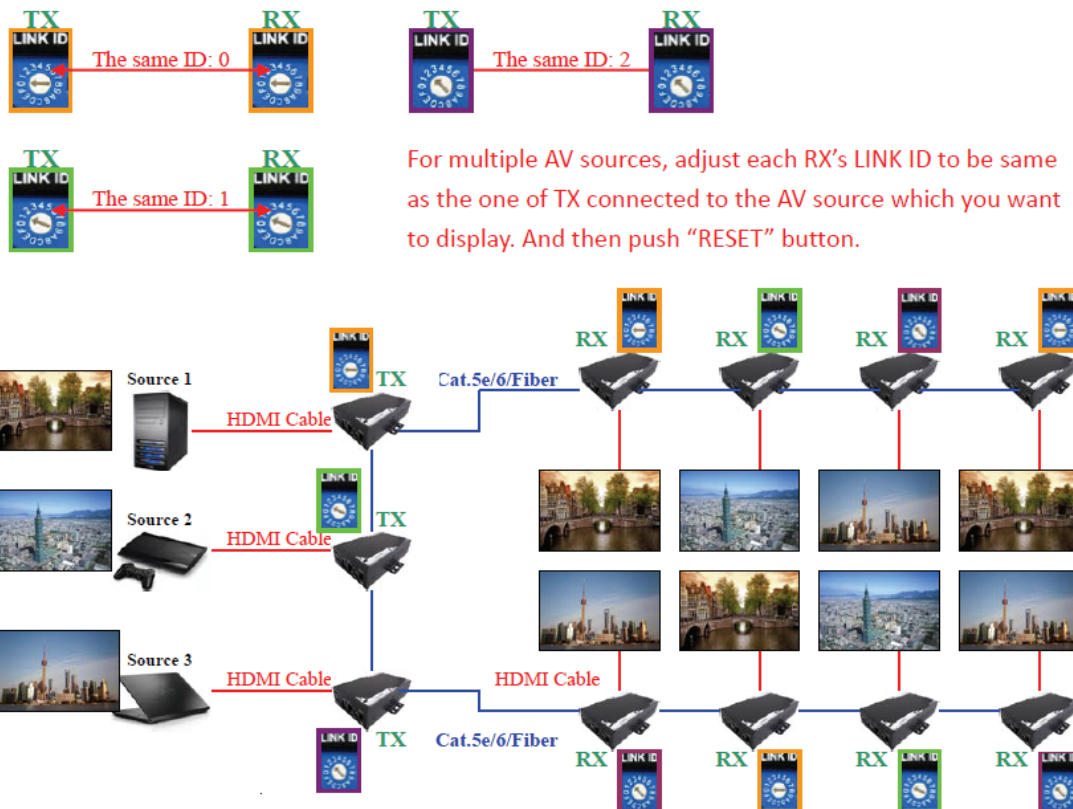 TX RX TX RX
LINK ID LINK ID LINK ID LINK ID
The same ID: 0 The same ID: 2
TX RX
LINK ID LINK ID
The same ID: 1
For multiple AV sources, adjust each RX's LINK ID to be same
as the one of TX connected to the AV source which you want
to display. And then push “RESET” button.
LINK ID LINK ID LINK ID LINK ID
RX RX RX RX
LINK ID
TX
Cat.5e/6/Fiber
Source 1
HDMI Cable
LINK ID
TX
Source 2
HDMI Cable
Source 3
HDMI Cable
HDMI Cable
TX
Cat.5e/6/Fiber
LINK ID
RX RX RX RX
LINK ID LINK ID LINK ID LINK ID